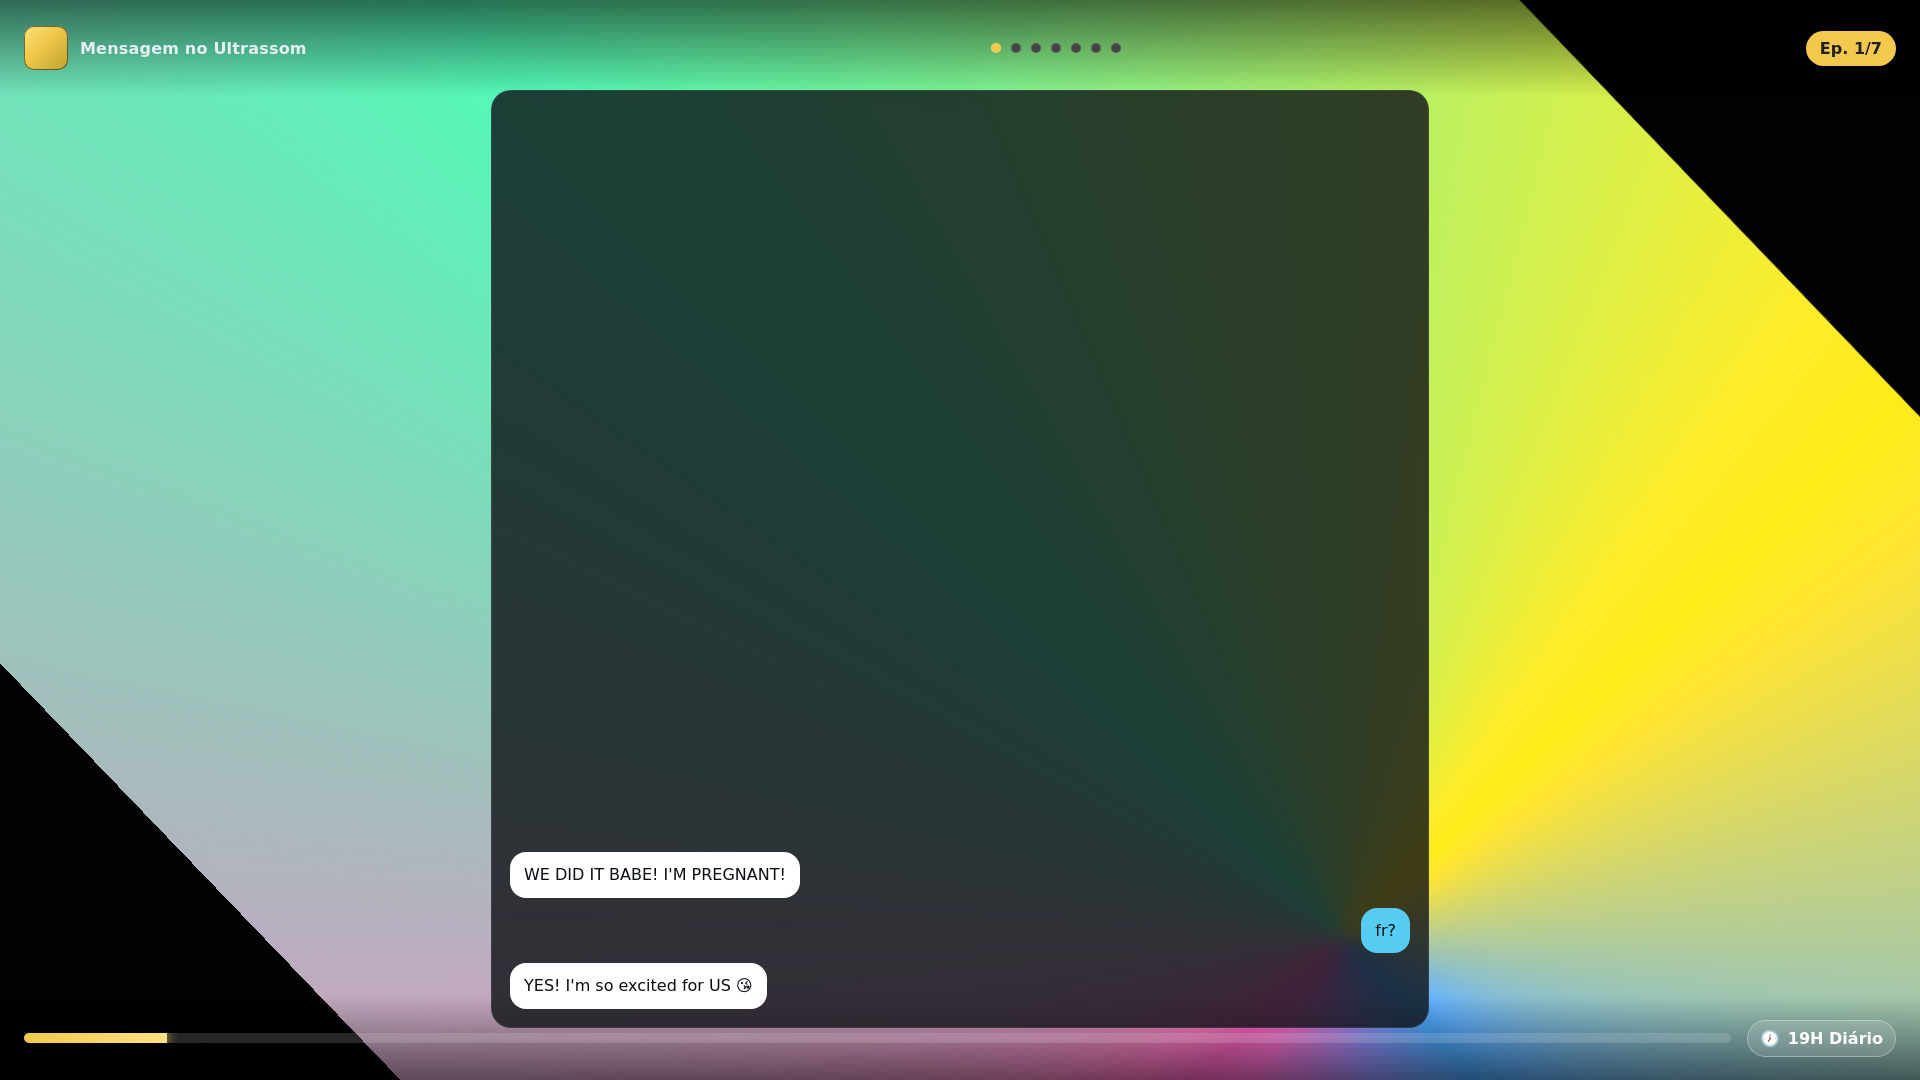 Mensagem no Ultrassom
Ep. 1/7
WE DID IT BABE! I'M PREGNANT!
fr?
YES! I'm so excited for US 😘
🕖 19H Diário